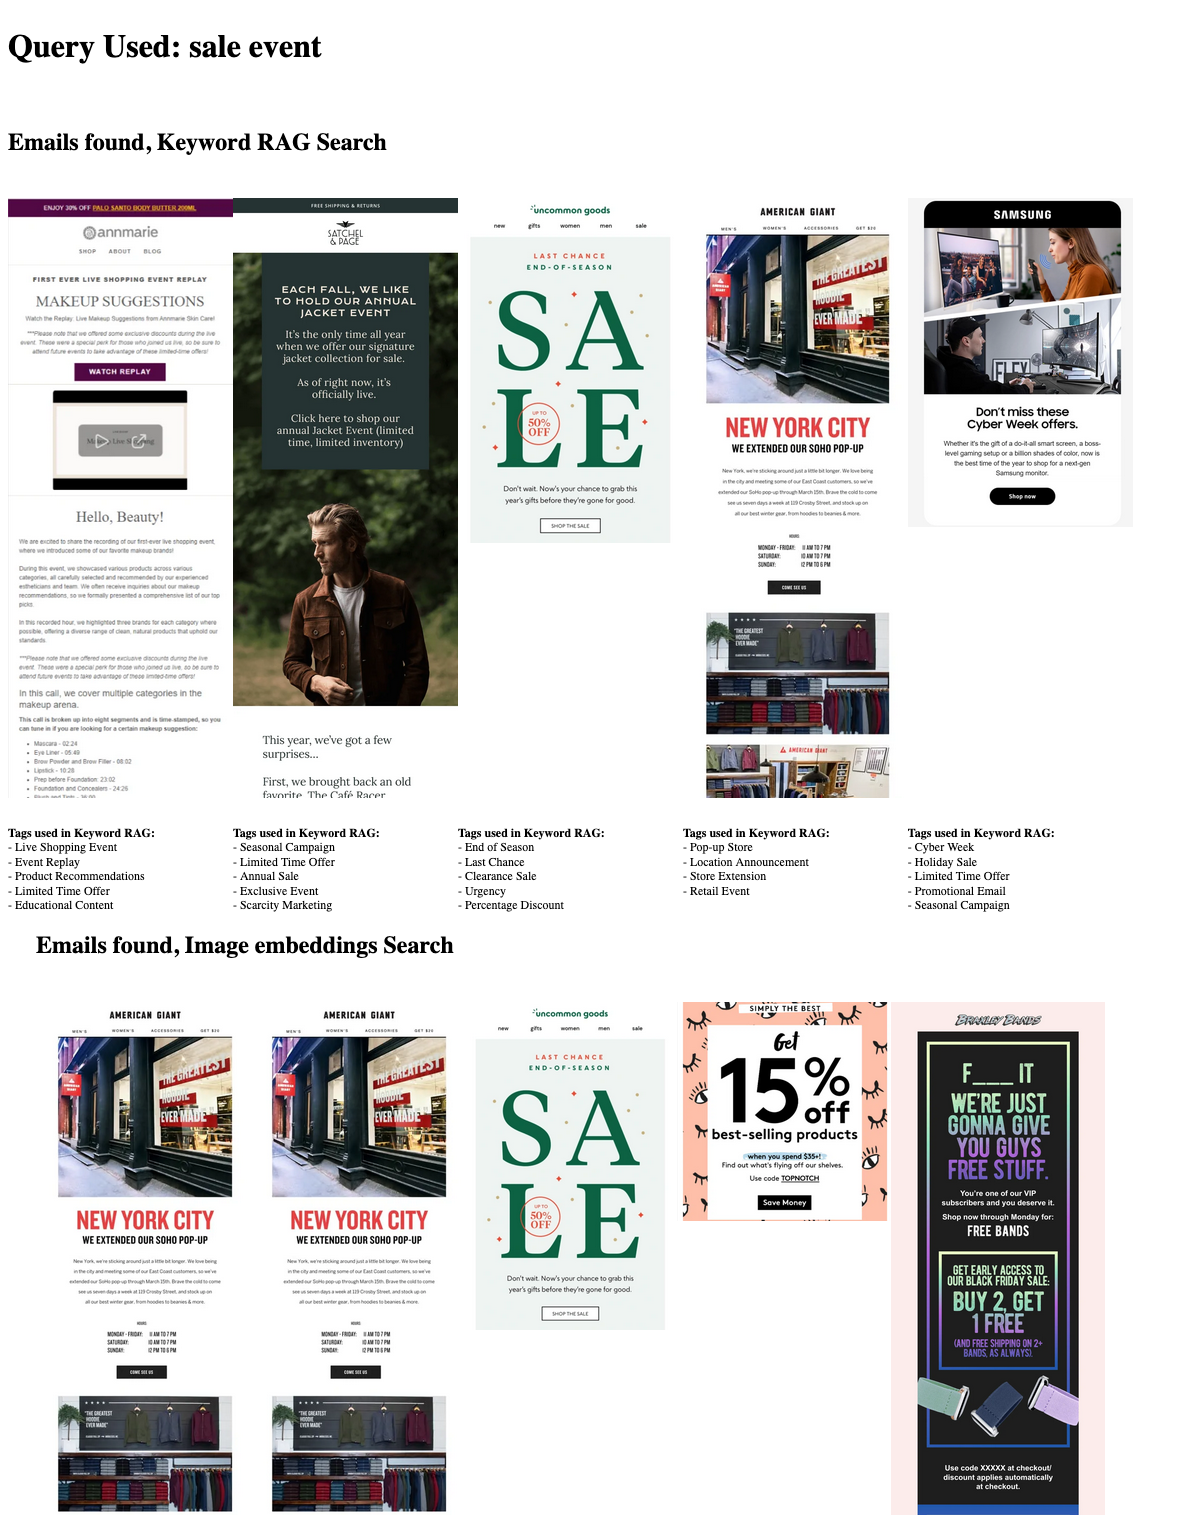 Query Used: sale event
Emails found, Keyword RAG Search
ENJOY 30% OFF PALO SANTO BODY BUTTER 200ML
annmarie
SHOP ABOUT BLOG
FIRST EVER LIVE SHOPPING EVENT REPLAY
MAKEUP SUGGESTIONS
Watch the Replay: Live Makeup Suggestions from Annmarie Skin Care!
***Please note that we offered some exclusive discounts during the live
event. These were a special perk for those who joined us live, so be sure to
attend future events to take advantage of these limited-time offers!
WATCH REPLAY
Hello, Beauty!
We are excited to share the recording of our first-ever live shopping event,
where we introduced some of our favorite makeup brands!
During this event, we showcased various products across various
categories, all carefully selected and recommended by our experienced
estheticians and team. We often receive inquiries about our makeup
recommendations, so we formally presented a comprehensive list of our top
picks.
In this recorded hour, we highlighted three brands for each category where
possible, offering a diverse range of clean, natural products that uphold our
standards.
***Please note that we offered some exclusive discounts during the live
event. These were a special perk for those who joined us live, so be sure to
attend future events to take advantage of these limited-time offers!
In this call, we cover multiple categories in the
makeup arena.
This call is broken up into eight segments and is time-stamped, so you
can tune in if you are looking for a certain makeup suggestion:
Mascara - 02:24
Eye Liner - 05:49
Brow Powder and Brow Filler - 08:02
Lipstick - 10:28
Prep before Foundation: 23:02
Foundation and Concealers - 24:26
FREE SHIPPING & RETURNS
SATCHEL
& PAGE
EACH FALL, WE LIKE
TO HOLD OUR ANNUAL
JACKET EVENT
It's the only time all year
when we offer our signature
jacket collection for sale.
As of right now, it's
officially live.
Click here to shop our
annual Jacket Event (limited
time, limited inventory)
This year, we've got a few
surprises...
First, we brought back an old
favorite, The Café Racer
uncommon goods
new gifts women men sale
LAST CHANCE
END-OF-SEASON
SA
LE
UP TO
50%
OFF
Don't wait. Now's your chance to grab this
year's gifts before they're gone for good.
SHOP THE SALE
AMERICAN GIANT
MEN'S WOMEN'S ACCESSORIES GET $20
THE GREATEST
HOODIE
EVER MADE
NEW YORK CITY
WE EXTENDED OUR SOHO POP-UP
New York, we're sticking around just a little bit longer. We love being
in the city and meeting some of our East Coast customers, so we've
extended our SoHo pop-up through March 15th. Brave the cold to come
see us seven days a week at 119 Crosby Street, and stock up on
all our best winter gear, from hoodies to beanies & more.
HOURS
MONDAY - FRIDAY: 11 AM TO 7 PM
SATURDAY: 10 AM TO 7 PM
SUNDAY: 12 PM TO 6 PM
COME SEE US
"THE GREATEST
HOODIE
EVER MADE"
AMERICAN GIANT
SAMSUNG
FLEX
Don't miss these
Cyber Week offers.
Whether it's the gift of a do-it-all smart screen, a boss-
level gaming setup or a billion shades of color, now is
the best time of the year to shop for a next-gen
Samsung monitor.
Shop now
Tags used in Keyword RAG:
- Live Shopping Event
- Event Replay
- Product Recommendations
- Limited Time Offer
- Educational Content
Tags used in Keyword RAG:
- Seasonal Campaign
- Limited Time Offer
- Annual Sale
- Exclusive Event
- Scarcity Marketing
Tags used in Keyword RAG:
- End of Season
- Last Chance
- Clearance Sale
- Urgency
- Percentage Discount
Tags used in Keyword RAG:
- Pop-up Store
- Location Announcement
- Store Extension
- Retail Event
Tags used in Keyword RAG:
- Cyber Week
- Holiday Sale
- Limited Time Offer
- Promotional Email
- Seasonal Campaign
Emails found, Image embeddings Search
AMERICAN GIANT
MEN'S WOMEN'S ACCESSORIES GET $20
THE GREATEST
HOODIE
EVER MADE
NEW YORK CITY
WE EXTENDED OUR SOHO POP-UP
New York, we're sticking around just a little bit longer. We love being
in the city and meeting some of our East Coast customers, so we've
extended our SoHo pop-up through March 15th. Brave the cold to come
see us seven days a week at 119 Crosby Street, and stock up on
all our best winter gear, from hoodies to beanies & more.
HOURS
MONDAY - FRIDAY: 11 AM TO 7 PM
SATURDAY: 10 AM TO 7 PM
SUNDAY: 12 PM TO 6 PM
COME SEE US
"THE GREATEST
HOODIE
EVER MADE"
AMERICAN GIANT
MEN'S WOMEN'S ACCESSORIES GET $20
THE GREATEST
HOODIE
EVER MADE
NEW YORK CITY
WE EXTENDED OUR SOHO POP-UP
New York, we're sticking around just a little bit longer. We love being
in the city and meeting some of our East Coast customers, so we've
extended our SoHo pop-up through March 15th. Brave the cold to come
see us seven days a week at 119 Crosby Street, and stock up on
all our best winter gear, from hoodies to beanies & more.
HOURS
MONDAY - FRIDAY: 11 AM TO 7 PM
SATURDAY: 10 AM TO 7 PM
SUNDAY: 12 PM TO 6 PM
COME SEE US
"THE GREATEST
HOODIE
EVER MADE"
uncommon goods
new gifts women men sale
LAST CHANCE
END-OF-SEASON
SA
LE
UP TO
50%
OFF
Don't wait. Now's your chance to grab this
year's gifts before they're gone for good.
SHOP THE SALE
SIMPLY THE BEST
Get
15%
off
best-selling products
when you spend $35+!
Find out what's flying off our shelves.
Use code TOPNOTCH
Save Money
BRAXLEY BANDS
F___ IT
WE'RE JUST
GONNA GIVE
YOU GUYS
FREE STUFF.
You're one of our VIP
subscribers and you deserve it.
Shop now through Monday for:
FREE BANDS
GET EARLY ACCESS TO
OUR BLACK FRIDAY SALE:
BUY 2, GET
1 FREE
(AND FREE SHIPPING ON 2+
BANDS, AS ALWAYS).
Use code XXXXX at checkout/
discount applies automatically
at checkout.